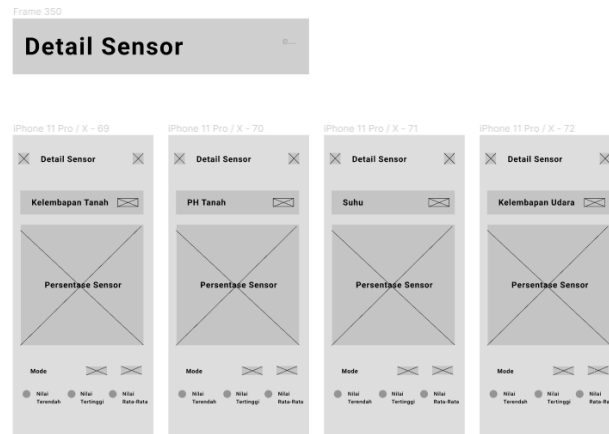 Frame 350
Detail Sensor
iPhone 11 Pro / X - 69
Detail Sensor
Kelembapan Tanah
Persentase Sensor
Mode
Nilai
Terendah
Nilai
Tertinggi
Nilai
Rata-Rata
iPhone 11 Pro / X - 70
Detail Sensor
PH Tanah
Persentase Sensor
Mode
Nilai
Terendah
Nilai
Tertinggi
Nilai
Rata-Rata
iPhone 11 Pro / X - 71
Detail Sensor
Suhu
Persentase Sensor
Mode
Nilai
Terendah
Nilai
Tertinggi
Nilai
Rata-Rata
iPhone 11 Pro / X - 72
Detail Sensor
Kelembapan Udara
Persentase Sensor
Mode
Nilai
Terendah
Nilai
Tertinggi
Nilai